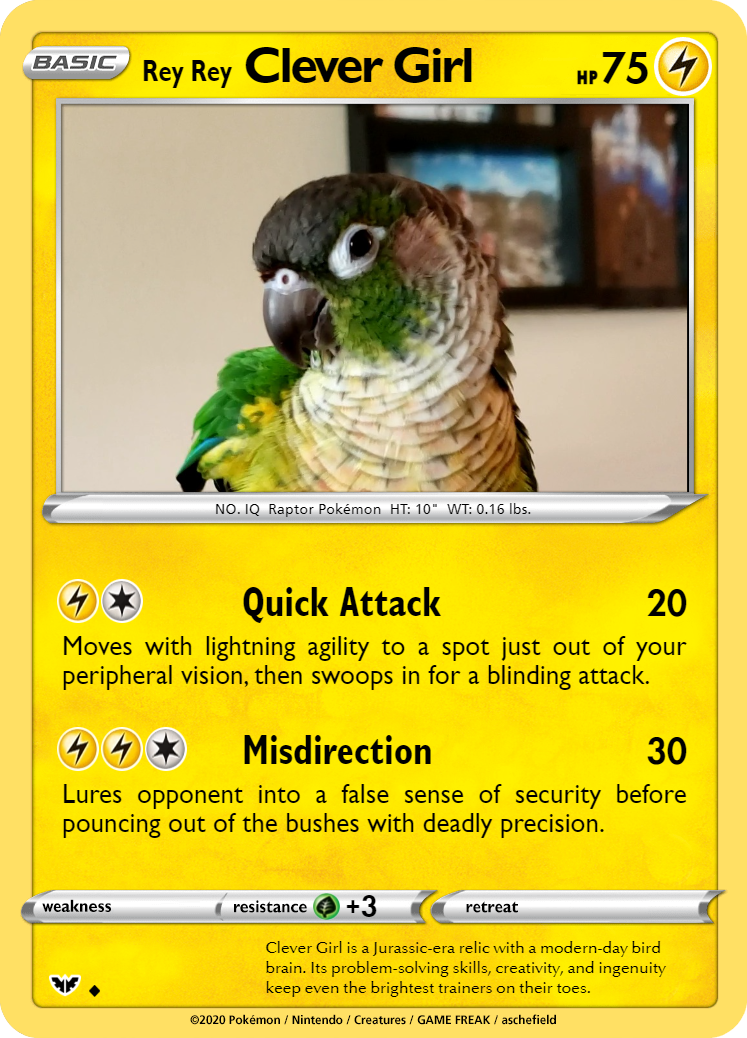 BASIC Rey Rey Clever Girl HP 75
NO. IQ Raptor Pokémon HT: 10" WT: 0.16 lbs.
Quick Attack 20
Moves with lightning agility to a spot just out of your
peripheral vision, then swoops in for a blinding attack.
Misdirection 30
Lures opponent into a false sense of security before
pouncing out of the bushes with deadly precision.
weakness resistance +3 retreat
Clever Girl is a Jurassic-era relic with a modern-day bird
brain. Its problem-solving skills, creativity, and ingenuity
keep even the brightest trainers on their toes.
©2020 Pokémon / Nintendo / Creatures / GAME FREAK / aschefield